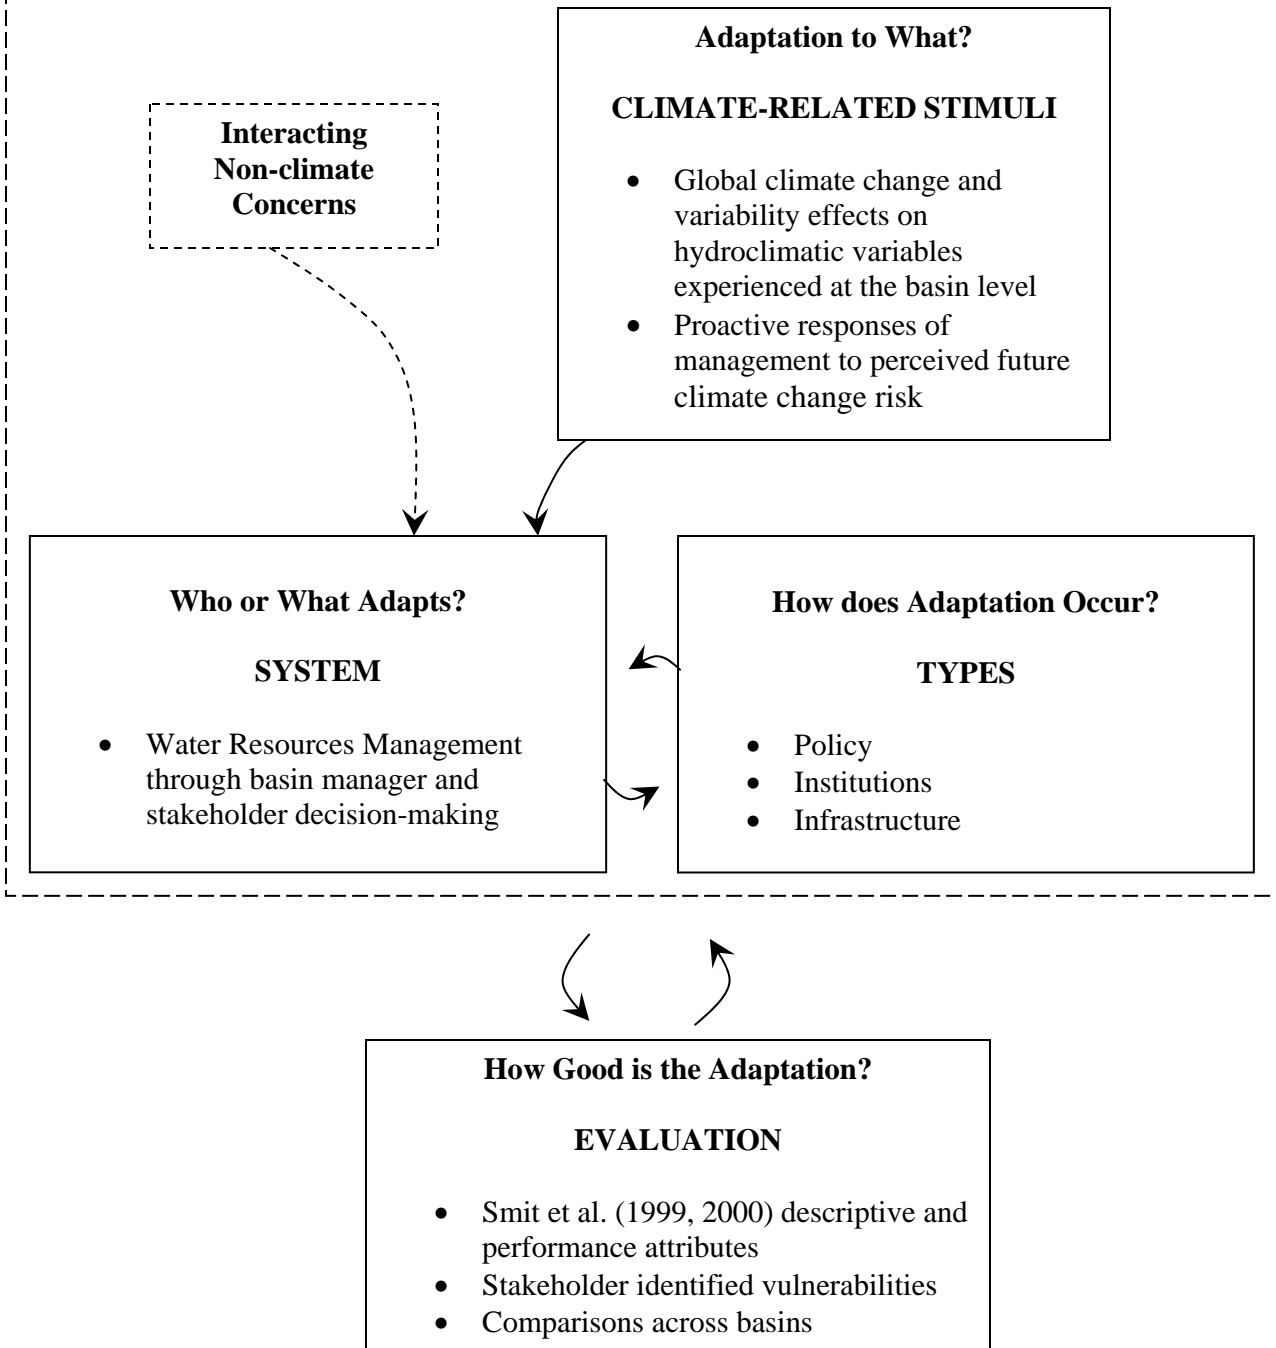 Adaptation to What?
CLIMATE-RELATED STIMULI
• Global climate change and
variability effects on
hydroclimatic variables
experienced at the basin level
• Proactive responses of
management to perceived future
climate change risk
Interacting
Non-climate
Concerns
Who or What Adapts?
SYSTEM
• Water Resources Management
through basin manager and
stakeholder decision-making
How does Adaptation Occur?
TYPES
• Policy
• Institutions
• Infrastructure
How Good is the Adaptation?
EVALUATION
• Smit et al. (1999, 2000) descriptive and
performance attributes
• Stakeholder identified vulnerabilities
• Comparisons across basins